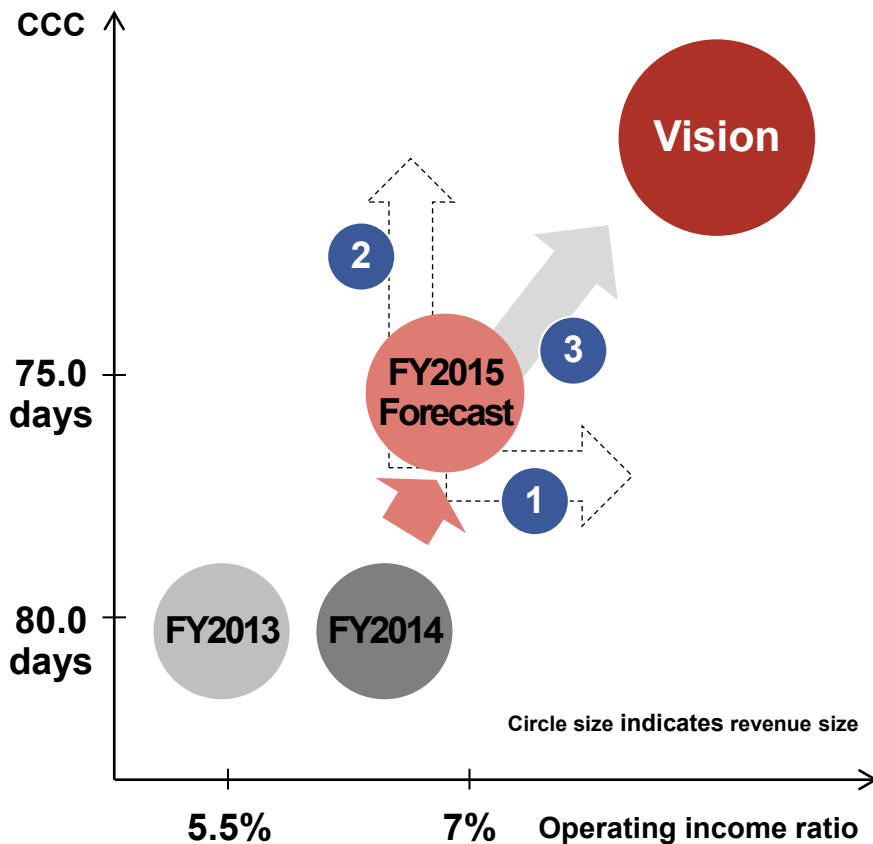 CCC
Vision
2
3
75.0
days
FY2015
Forecast
1
80.0
days
FY2013
FY2014
Circle size indicates revenue size
5.5%
7%
Operating income ratio